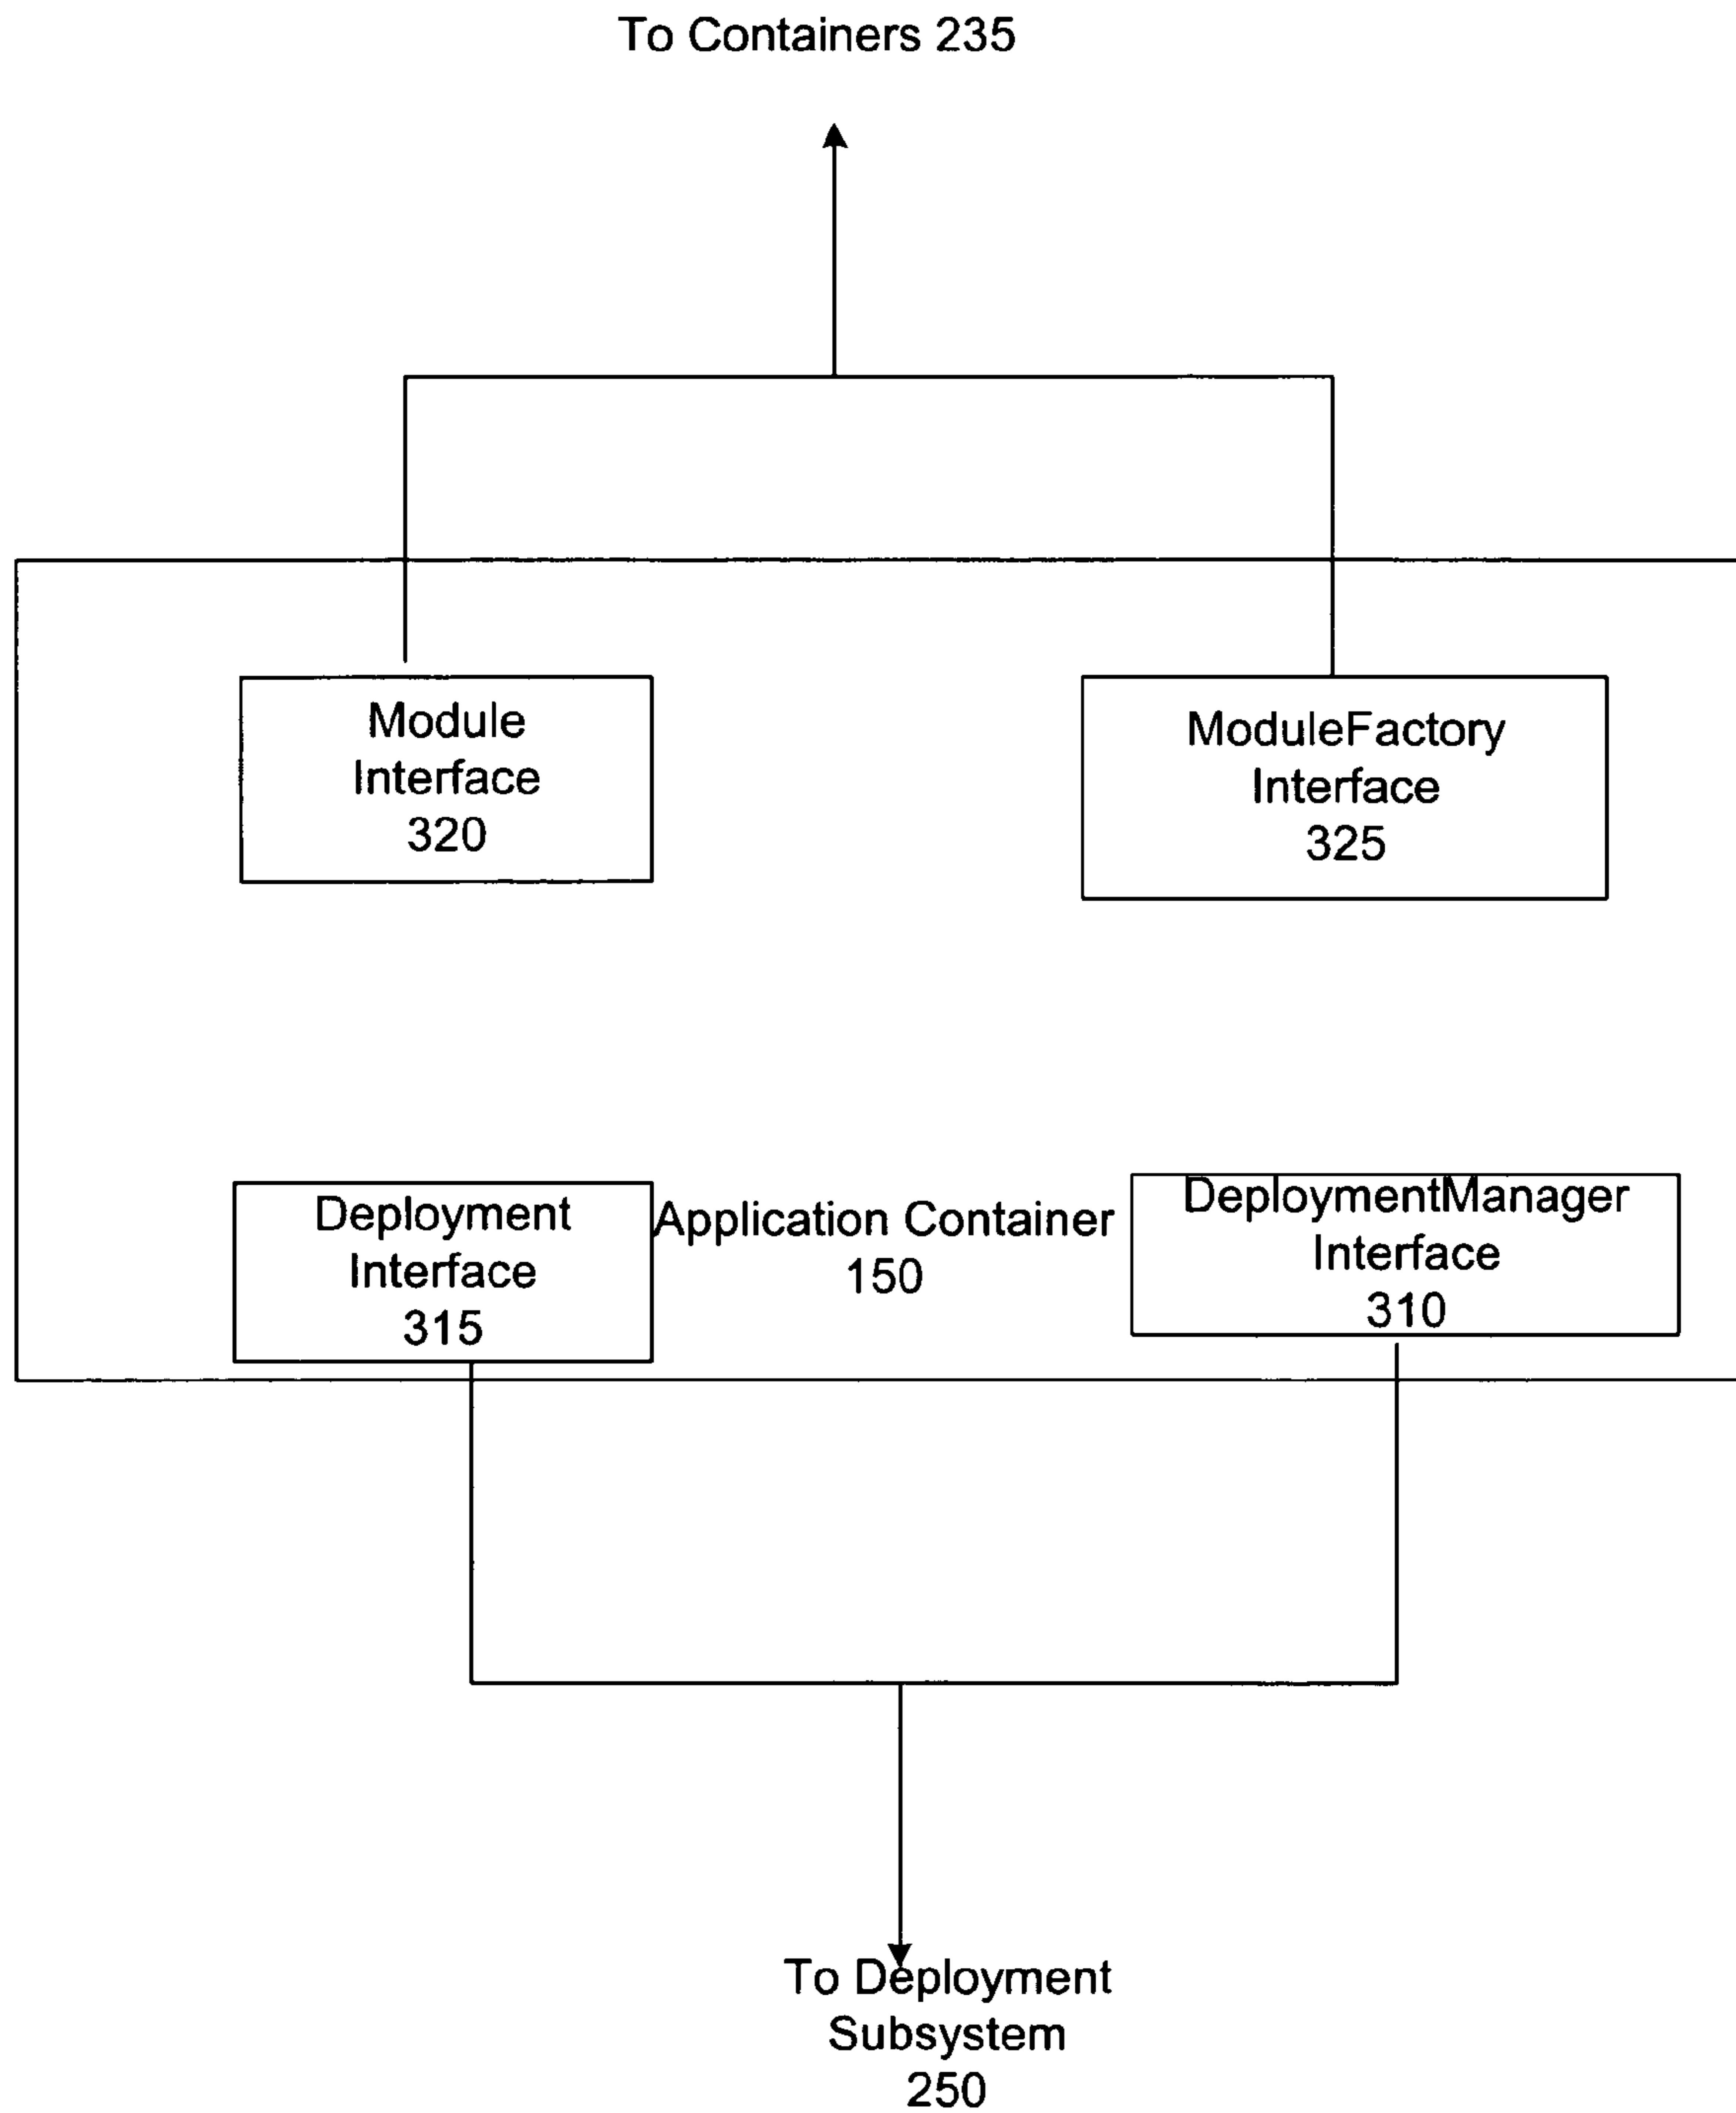 To Containers 235
Module
Interface
320
ModuleFactory
Interface
325
Deployment
Interface
315
Application Container
150
DeploymentManager
Interface
310
To Deployment
Subsystem
250